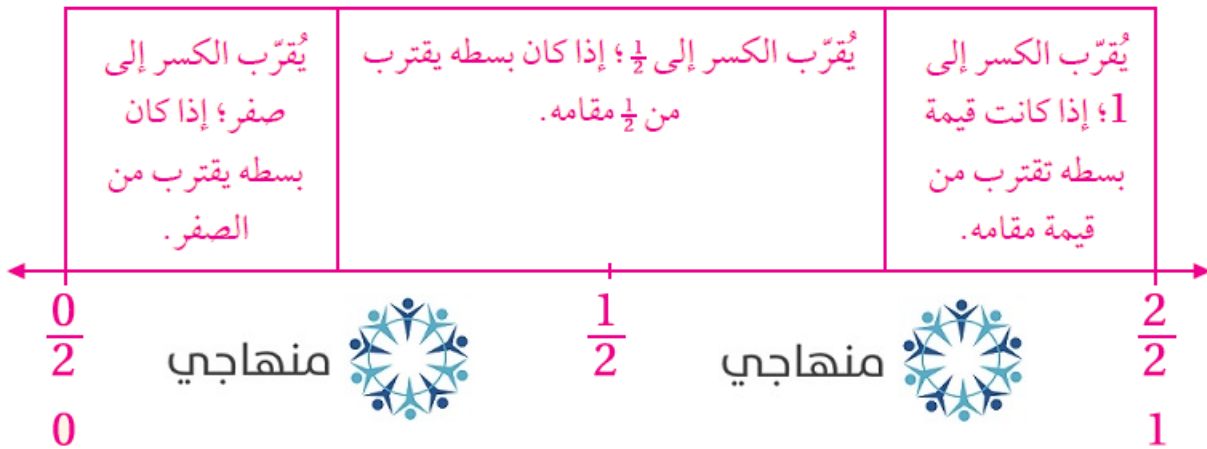 يُقرّب الكسر إلى
1؛ إذا كانت قيمة
بسطه تقترب من
قيمة مقامه.
يُقرّب الكسر إلى 1/2؛ إذا كان بسطه يقترب
من 1/2 مقامه.
يُقرّب الكسر إلى
صفر؛ إذا كان
بسطه يقترب من
الصفر.
0/2 1/2 2/2
منهاجي منهاجي
0 1